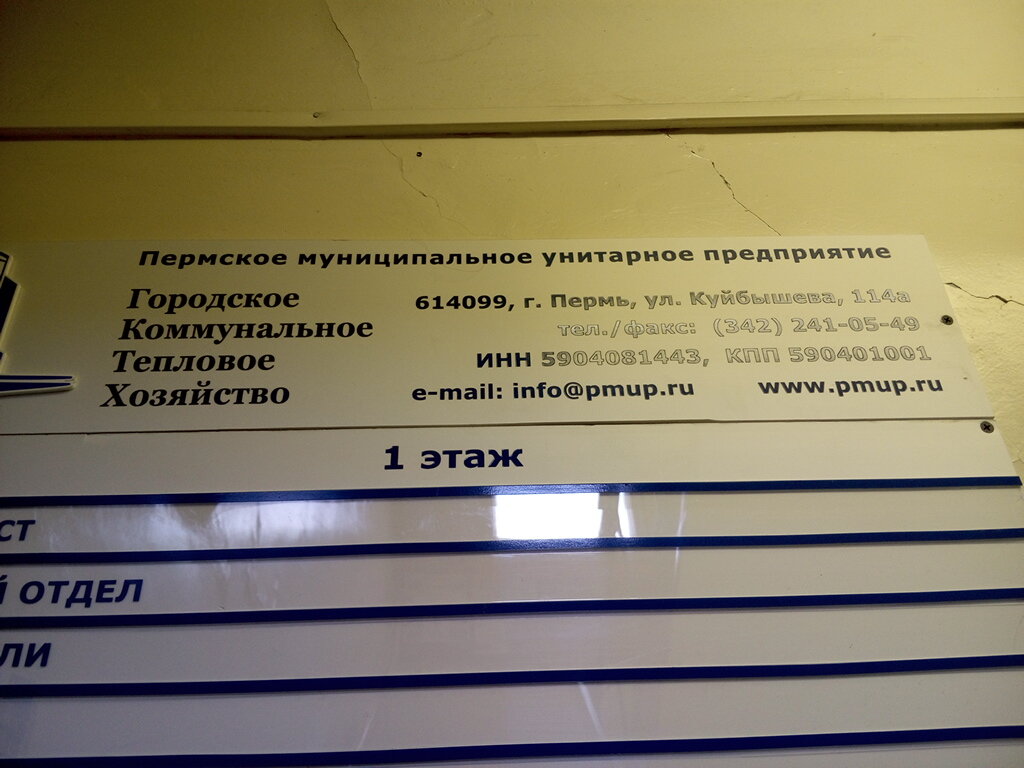 Пермское муниципальное унитарное предприятие
Городское
Коммунальное
Тепловое
Хозяйство
614099, г. Пермь, ул. Куйбышева, 114а
тел./факс: (342) 241-05-49
ИНН 5904081443, КПП 590401001
e-mail: info@pmup.ru www.pmup.ru
1 этаж
СТ
Й ОТДЕЛ
ЛИ